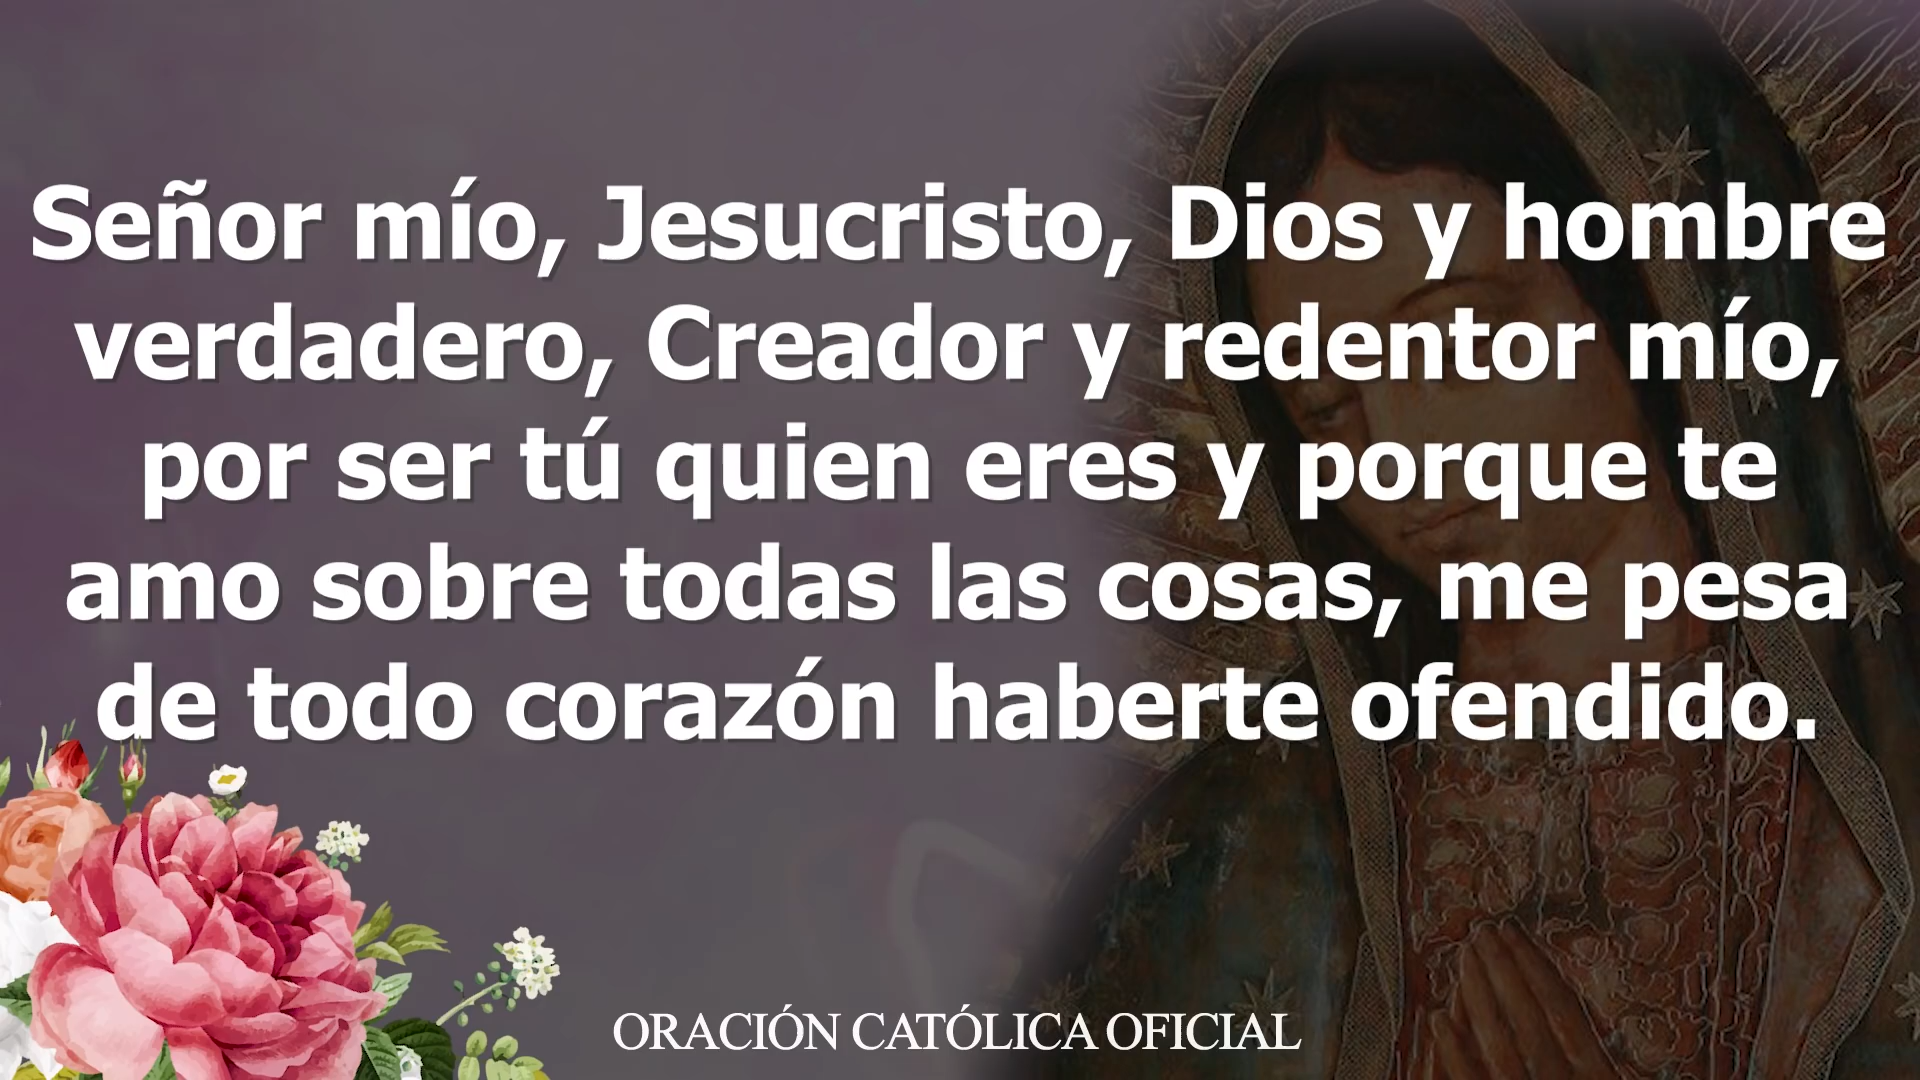 Señor mío, Jesucristo, Dios y hombre
verdadero, Creador y redentor mío,
por ser tú quien eres y porque te
amo sobre todas las cosas, me pesa
de todo corazón haberte ofendido.
ORACIÓN CATÓLICA OFICIAL